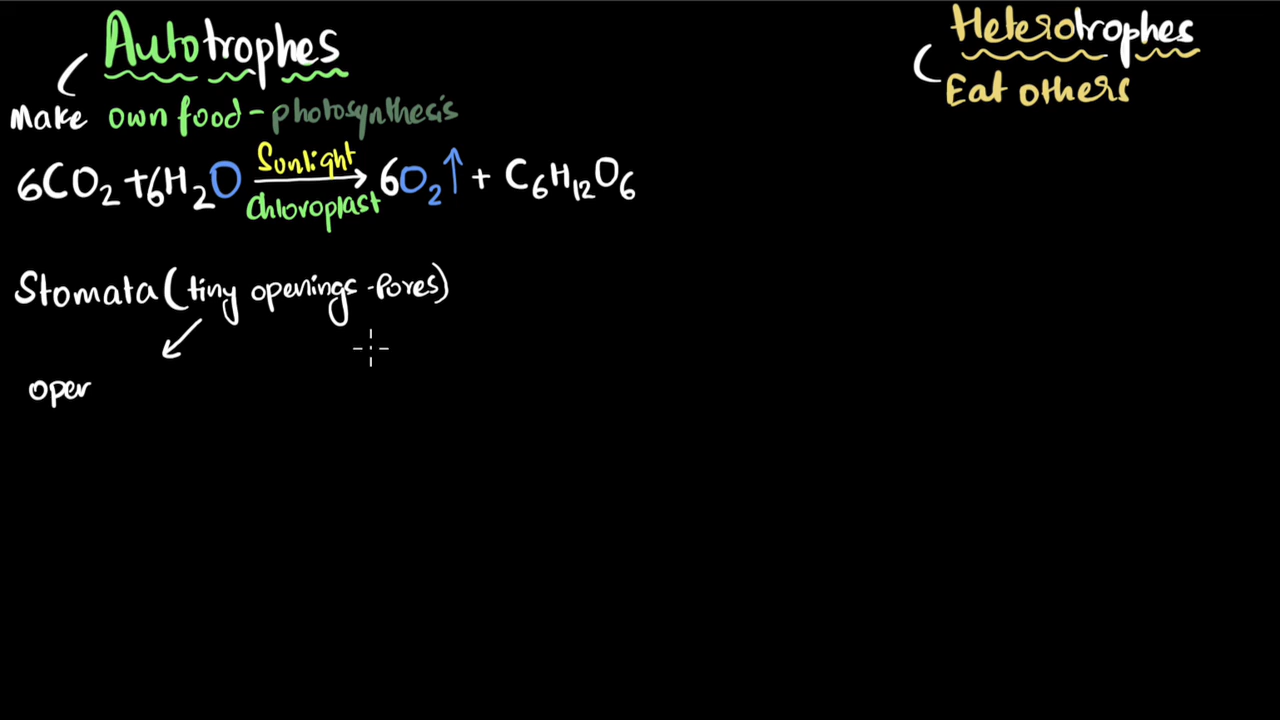 Autotrophes
Make own food - photosynthesis
6CO2 + 6H2O Sunlight Chloroplast 6O2↑ + C6H12O6
Stomata (tiny openings - Pores)
oper
Heterotrophes
Eat others